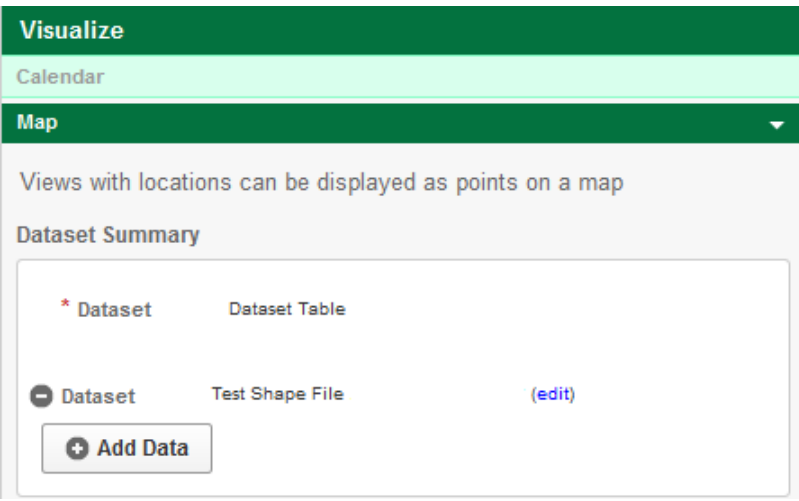 Visualize
Calendar
Map
Views with locations can be displayed as points on a map
Dataset Summary
* Dataset Dataset Table
Dataset Test Shape File (edit)
Add Data